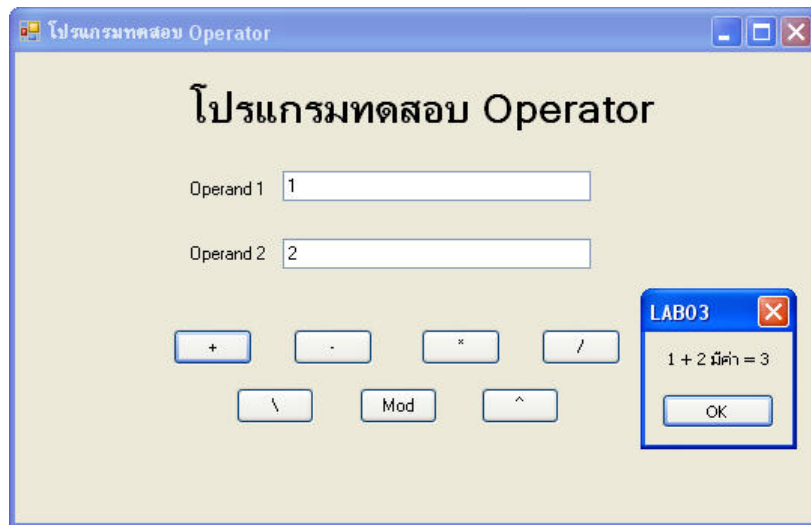 โปรแกรมทดสอบ Operator
โปรแกรมทดสอบ Operator
Operand 1 1
Operand 2 2
LAB03
1 + 2 มีค่า = 3
OK
+ - * /
\ Mod ^